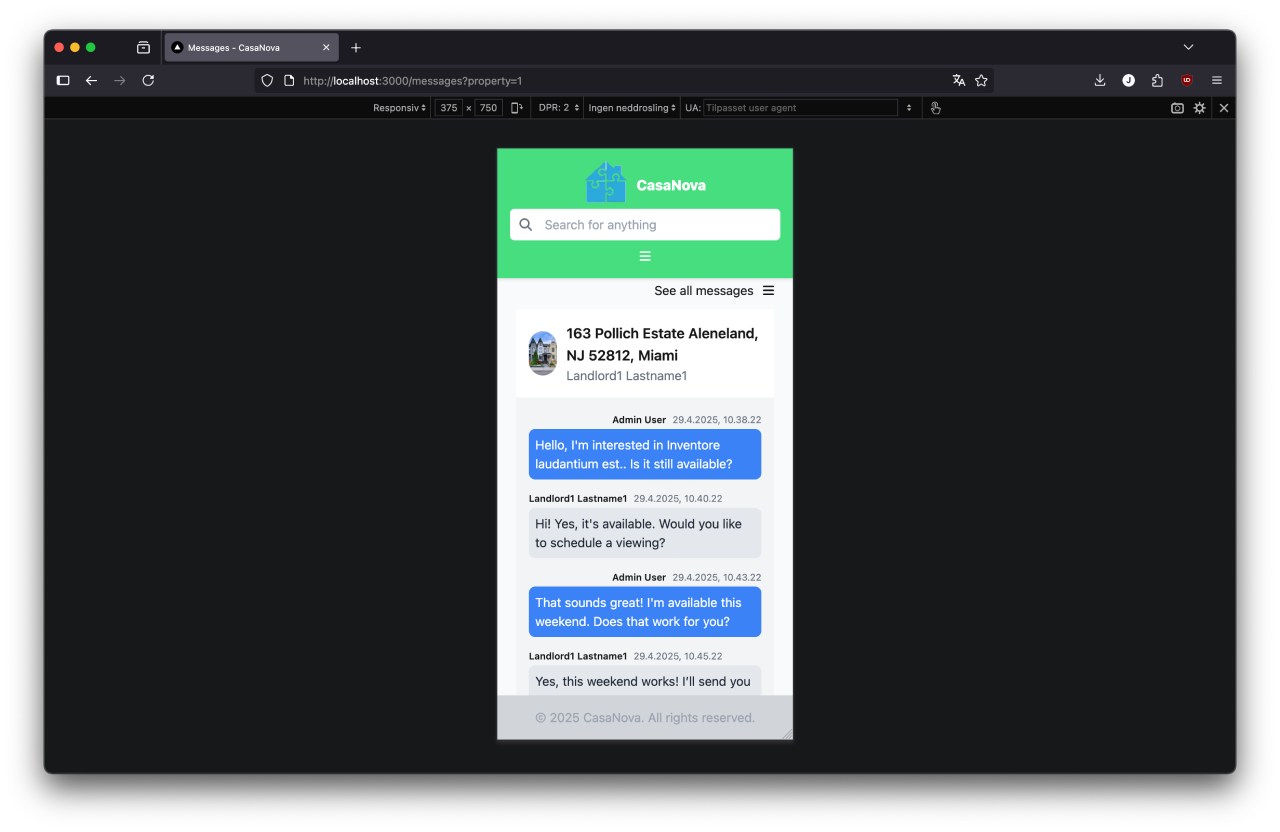 Messages - CasaNova
http://localhost:3000/messages?property=1
Responsiv 375 × 750 DPR: 2 Ingen neddrosling UA: Tilpasset user agent
CasaNova
Search for anything
See all messages
163 Pollich Estate Aleneland,
NJ 52812, Miami
Landlord1 Lastname1
Admin User 29.4.2025, 10.38.22
Hello, I'm interested in Inventore
laudantium est.. Is it still available?
Landlord1 Lastname1 29.4.2025, 10.40.22
Hi! Yes, it's available. Would you like
to schedule a viewing?
Admin User 29.4.2025, 10.43.22
That sounds great! I'm available this
weekend. Does that work for you?
Landlord1 Lastname1 29.4.2025, 10.45.22
Yes, this weekend works! I'll send you
© 2025 CasaNova. All rights reserved.